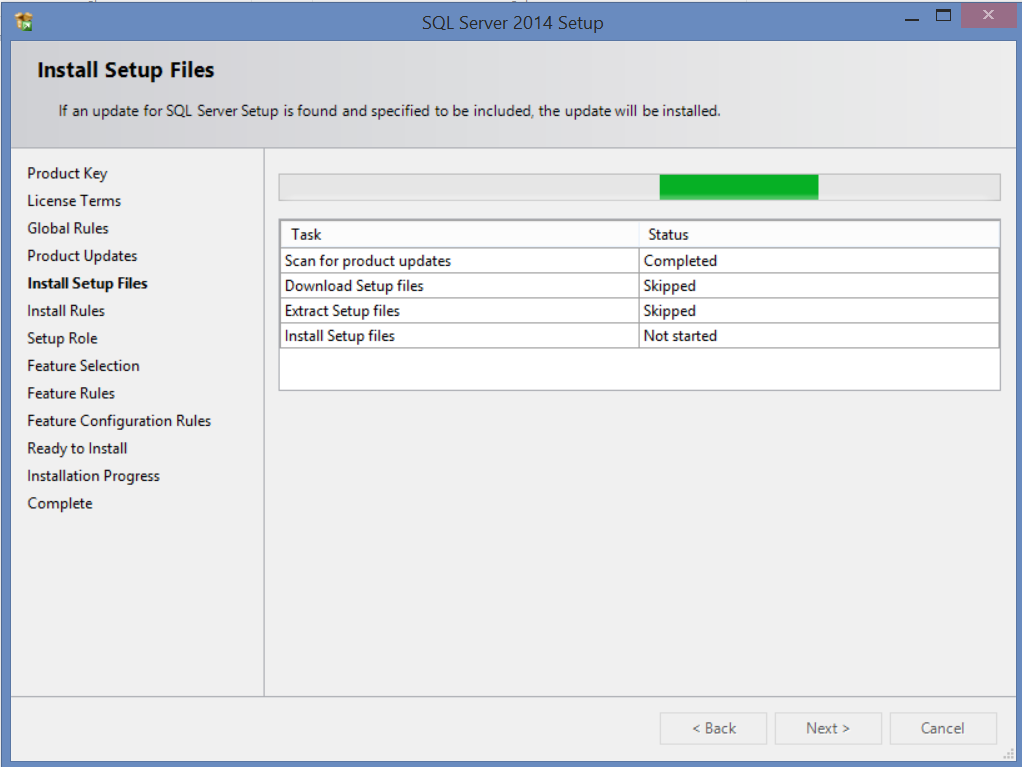 SQL Server 2014 Setup
Install Setup Files
If an update for SQL Server Setup is found and specified to be included, the update will be installed.
Product Key
License Terms
Global Rules
Product Updates
Install Setup Files
Install Rules
Setup Role
Feature Selection
Feature Rules
Feature Configuration Rules
Ready to Install
Installation Progress
Complete
Task Status
Scan for product updates Completed
Download Setup files Skipped
Extract Setup files Skipped
Install Setup files Not started
< Back Next > Cancel